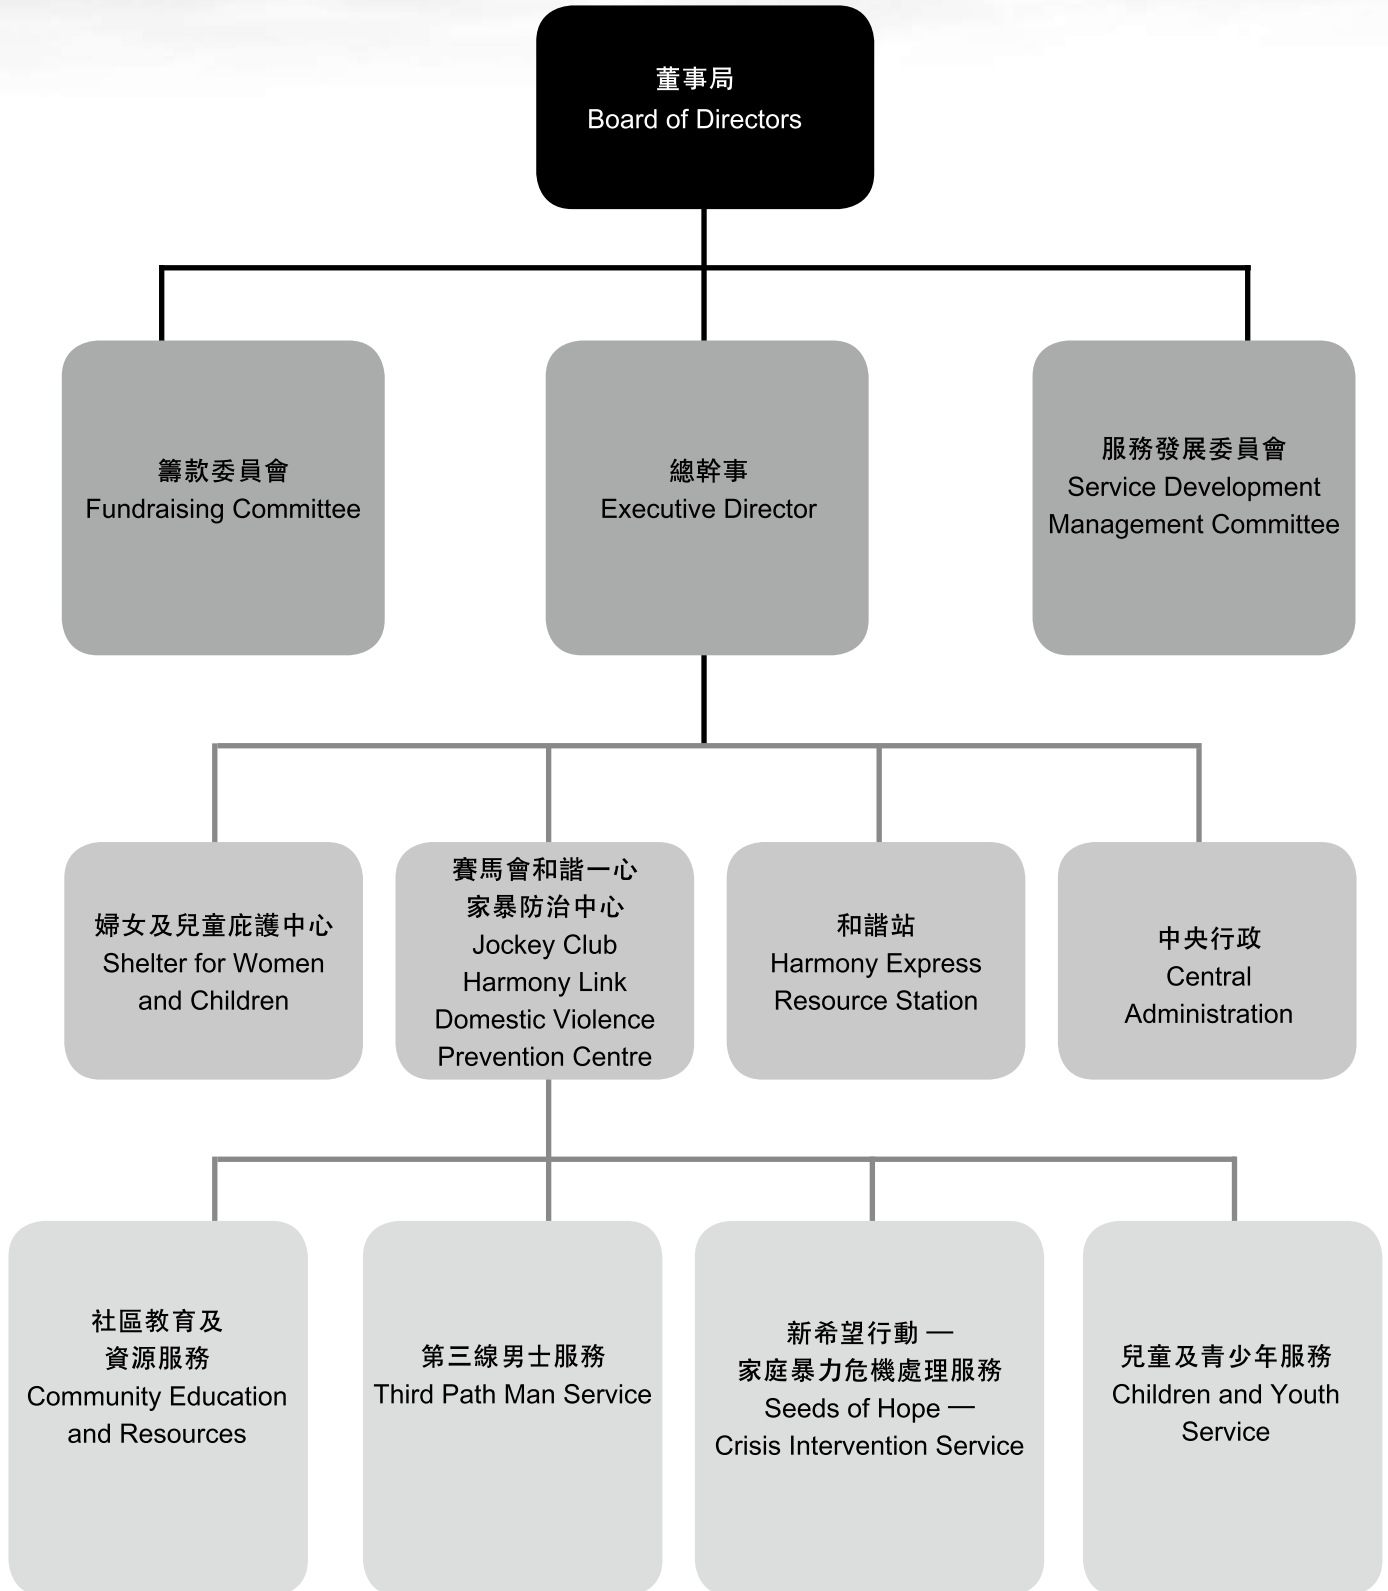 董事局
Board of Directors
籌款委員會
Fundraising Committee
總幹事
Executive Director
服務發展委員會
Service Development
Management Committee
婦女及兒童庇護中心
Shelter for Women
and Children
賽馬會和諧一心
家暴防治中心
Jockey Club
Harmony Link
Domestic Violence
Prevention Centre
和諧站
Harmony Express
Resource Station
中央行政
Central
Administration
社區教育及
資源服務
Community Education
and Resources
第三線男士服務
Third Path Man Service
新希望行動 —
家庭暴力危機處理服務
Seeds of Hope —
Crisis Intervention Service
兒童及青少年服務
Children and Youth
Service